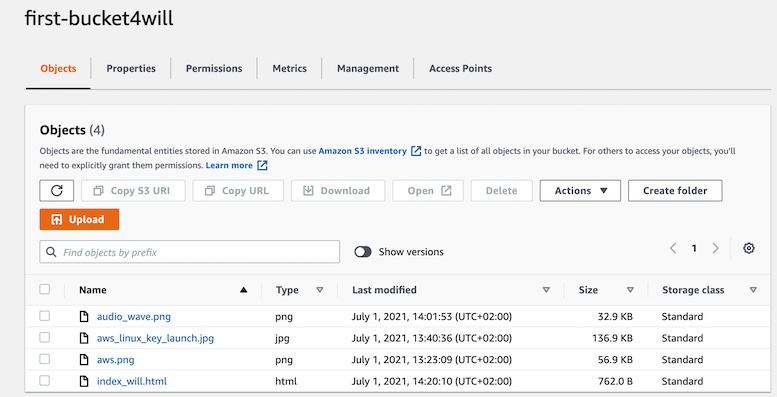 first-bucket4will
Objects Properties Permissions Metrics Management Access Points
Objects (4)
Objects are the fundamental entities stored in Amazon S3. You can use Amazon S3 inventory to get a list of all objects in your bucket. For others to access your objects, you'll
need to explicitly grant them permissions. Learn more
Copy S3 URI Copy URL Download Open Delete Actions Create folder
Upload
Find objects by prefix Show versions 1
Name Type Last modified Size Storage class
audio_wave.png png July 1, 2021, 14:01:53 (UTC+02:00) 32.9 KB Standard
aws_linux_key_launch.jpg jpg July 1, 2021, 13:40:36 (UTC+02:00) 136.9 KB Standard
aws.png png July 1, 2021, 13:23:09 (UTC+02:00) 56.9 KB Standard
index_will.html html July 1, 2021, 14:20:10 (UTC+02:00) 762.0 B Standard